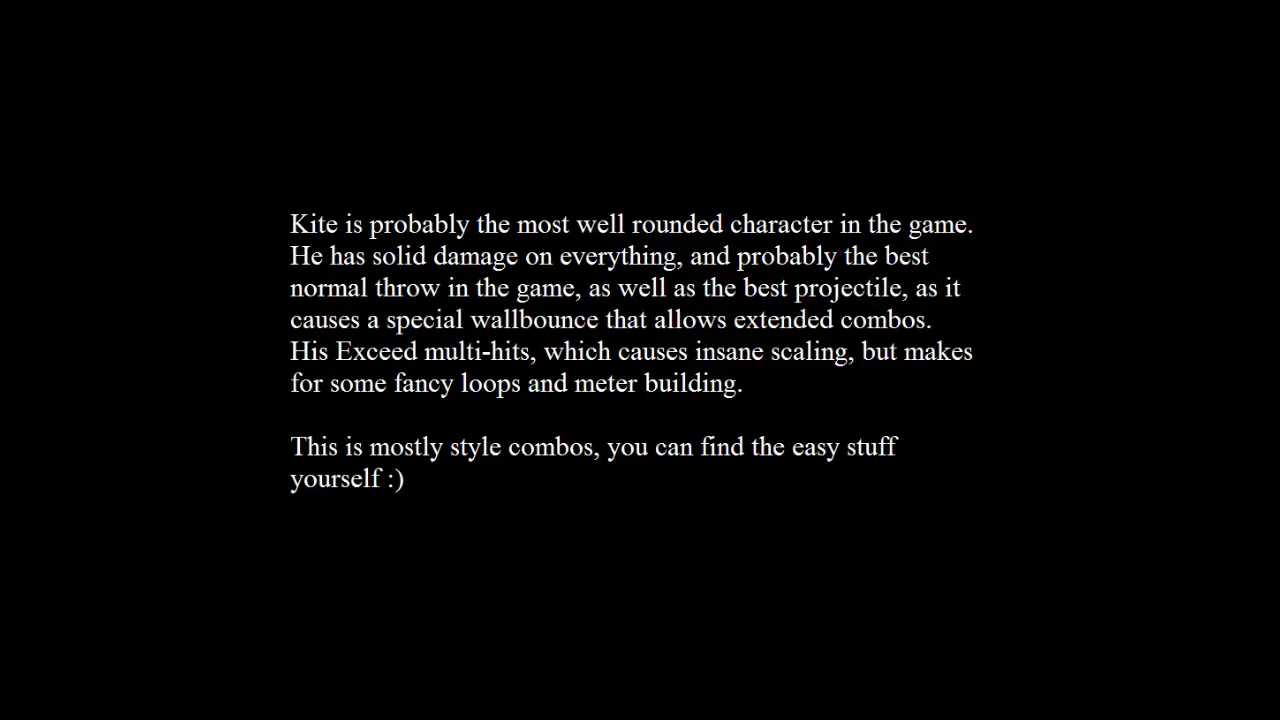 Kite is probably the most well rounded character in the game.
He has solid damage on everything, and probably the best
normal throw in the game, as well as the best projectile, as it
causes a special wallbounce that allows extended combos.
His Exceed multi-hits, which causes insane scaling, but makes
for some fancy loops and meter building.
This is mostly style combos, you can find the easy stuff
yourself :)